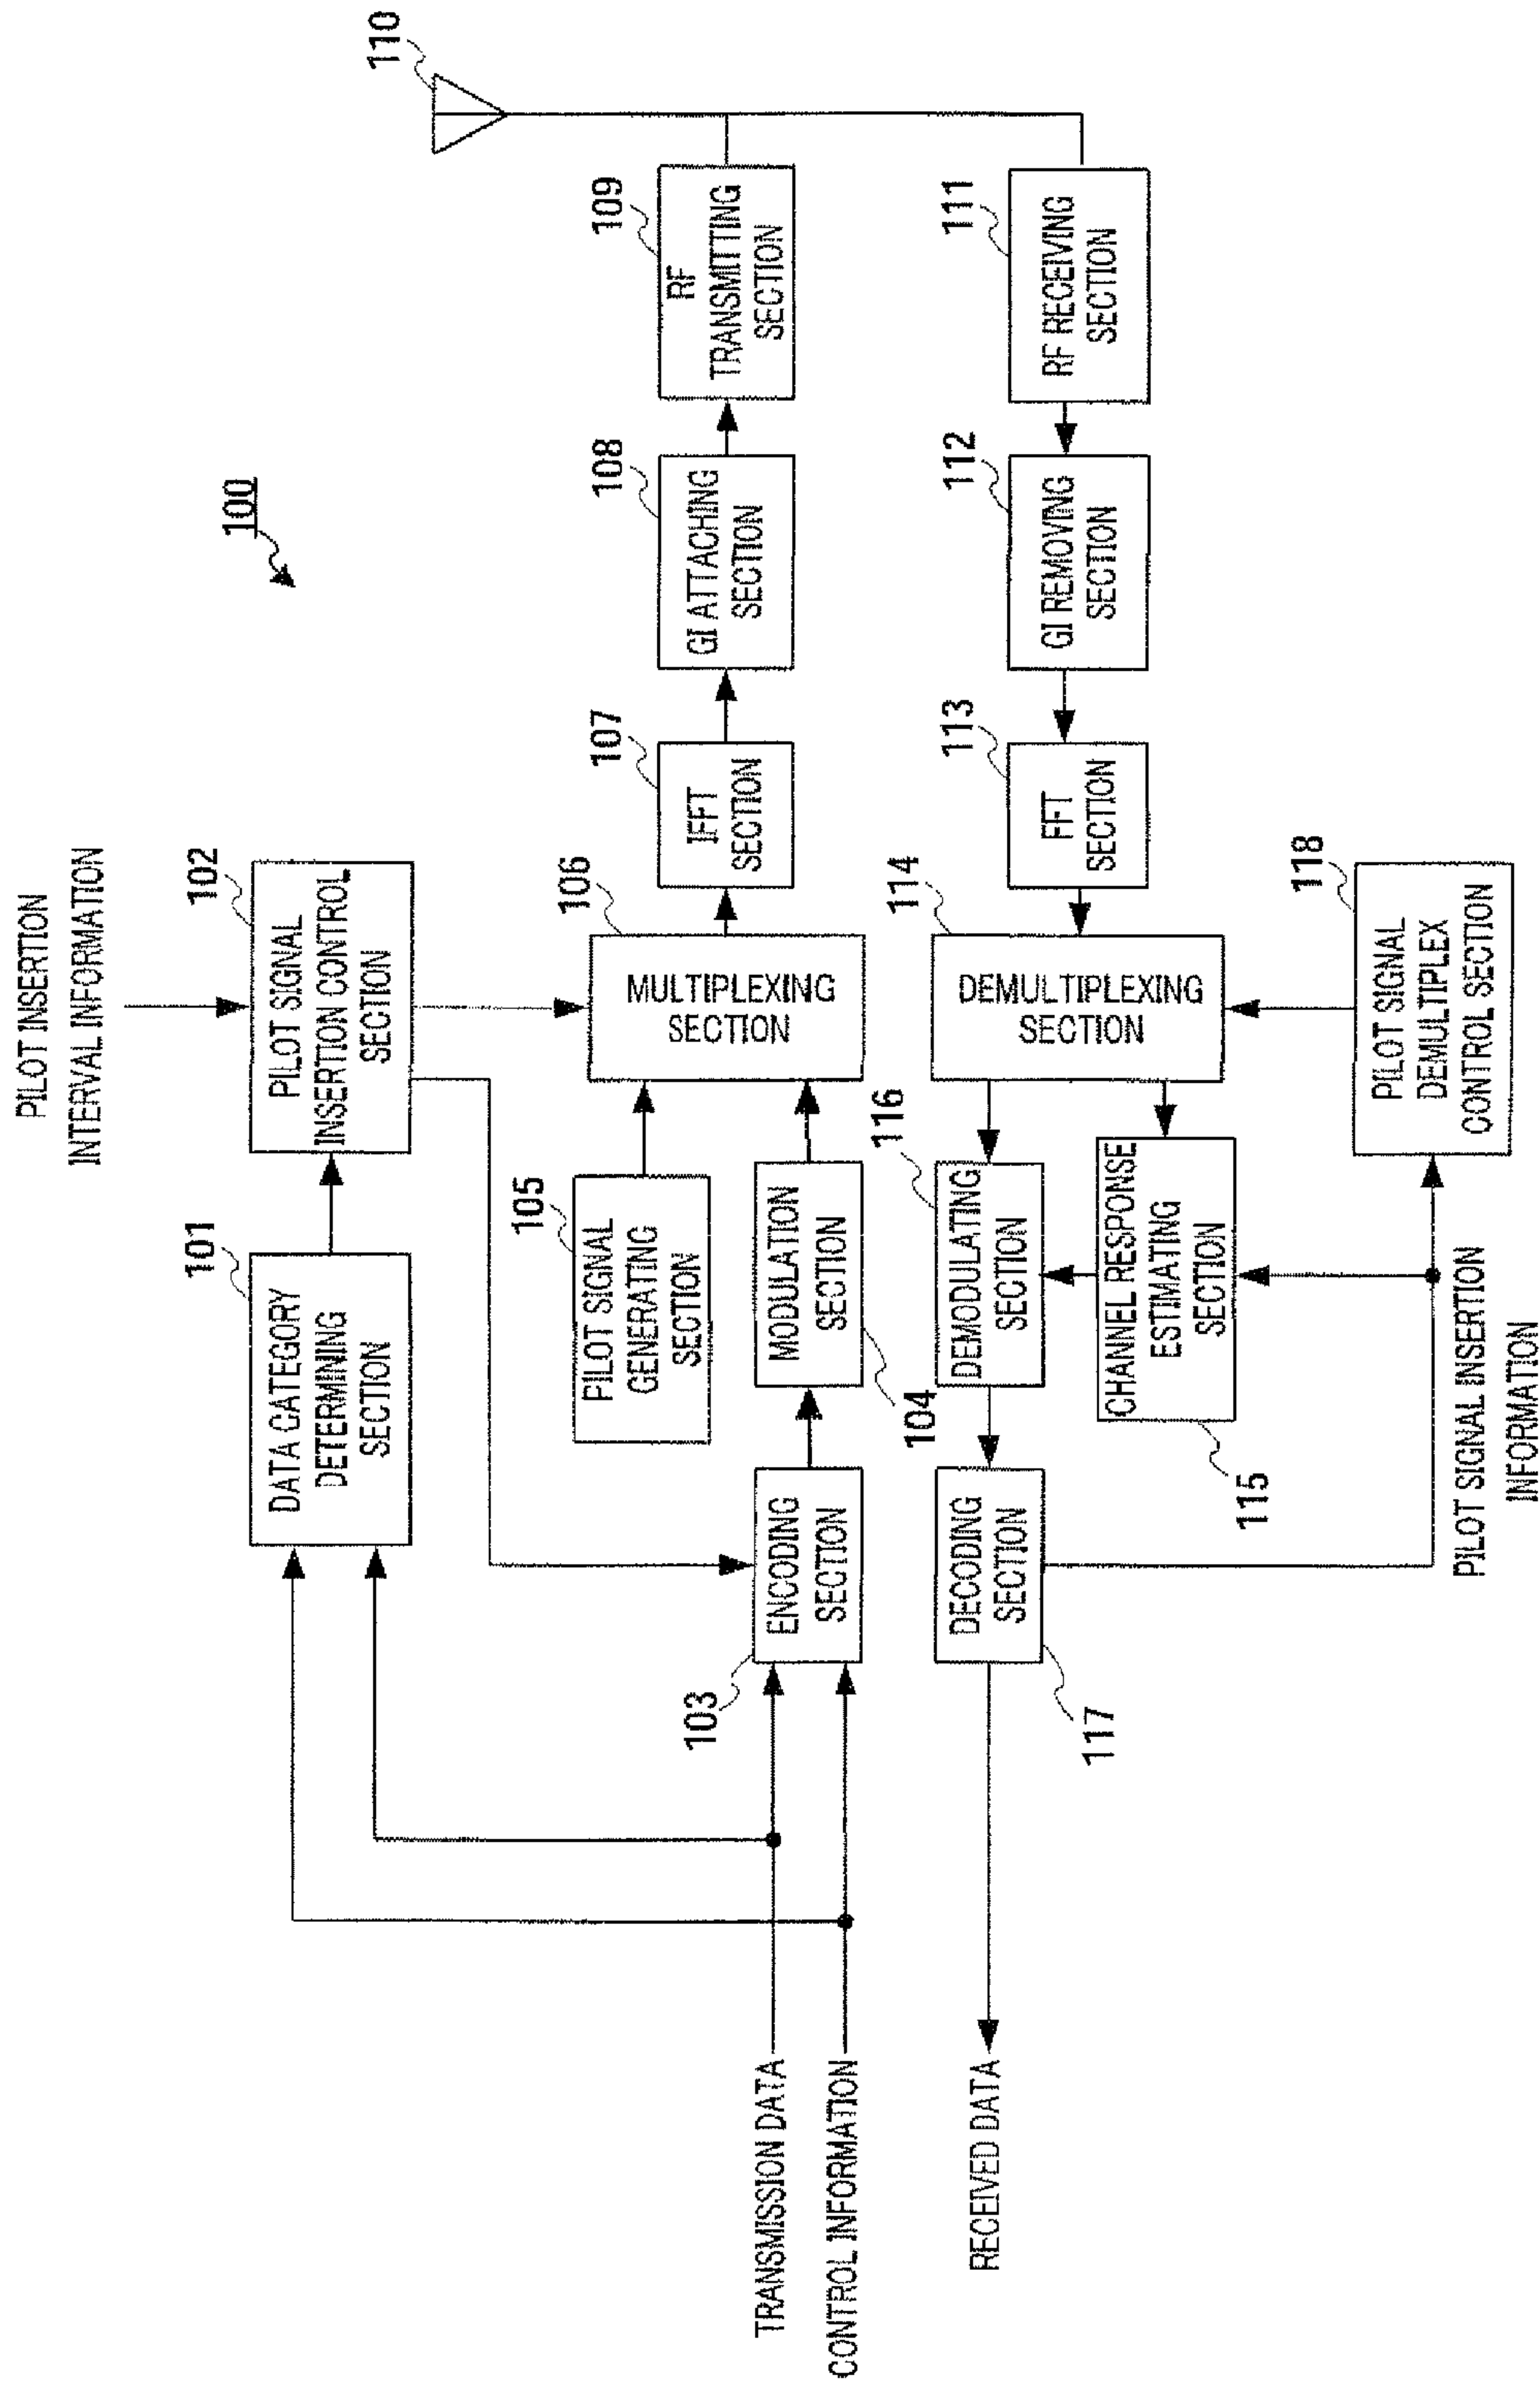 100
PILOT INSERTION
INTERVAL INFORMATION
101
DATA CATEGORY
DETERMINING
SECTION
102
PILOT SIGNAL
INSERTION CONTROL
SECTION
105
PILOT SIGNAL
GENERATING
SECTION
103
ENCODING
SECTION
104
MODULATION
SECTION
106
MULTIPLEXING
SECTION
107
IFFT
SECTION
108
GI ATTACHING
SECTION
109
RF
TRANSMITTING
SECTION
110
TRANSMISSION DATA
CONTROL INFORMATION
RECEIVED DATA
117
DECODING
SECTION
116
DEMODULATING
SECTION
115
CHANNEL RESPONSE
ESTIMATING
SECTION
114
DEMULTIPLEXING
SECTION
113
FFT
SECTION
112
GI REMOVING
SECTION
111
RF RECEIVING
SECTION
118
PILOT SIGNAL
DEMULTIPLEX
CONTROL SECTION
PILOT SIGNAL INSERTION
INFORMATION